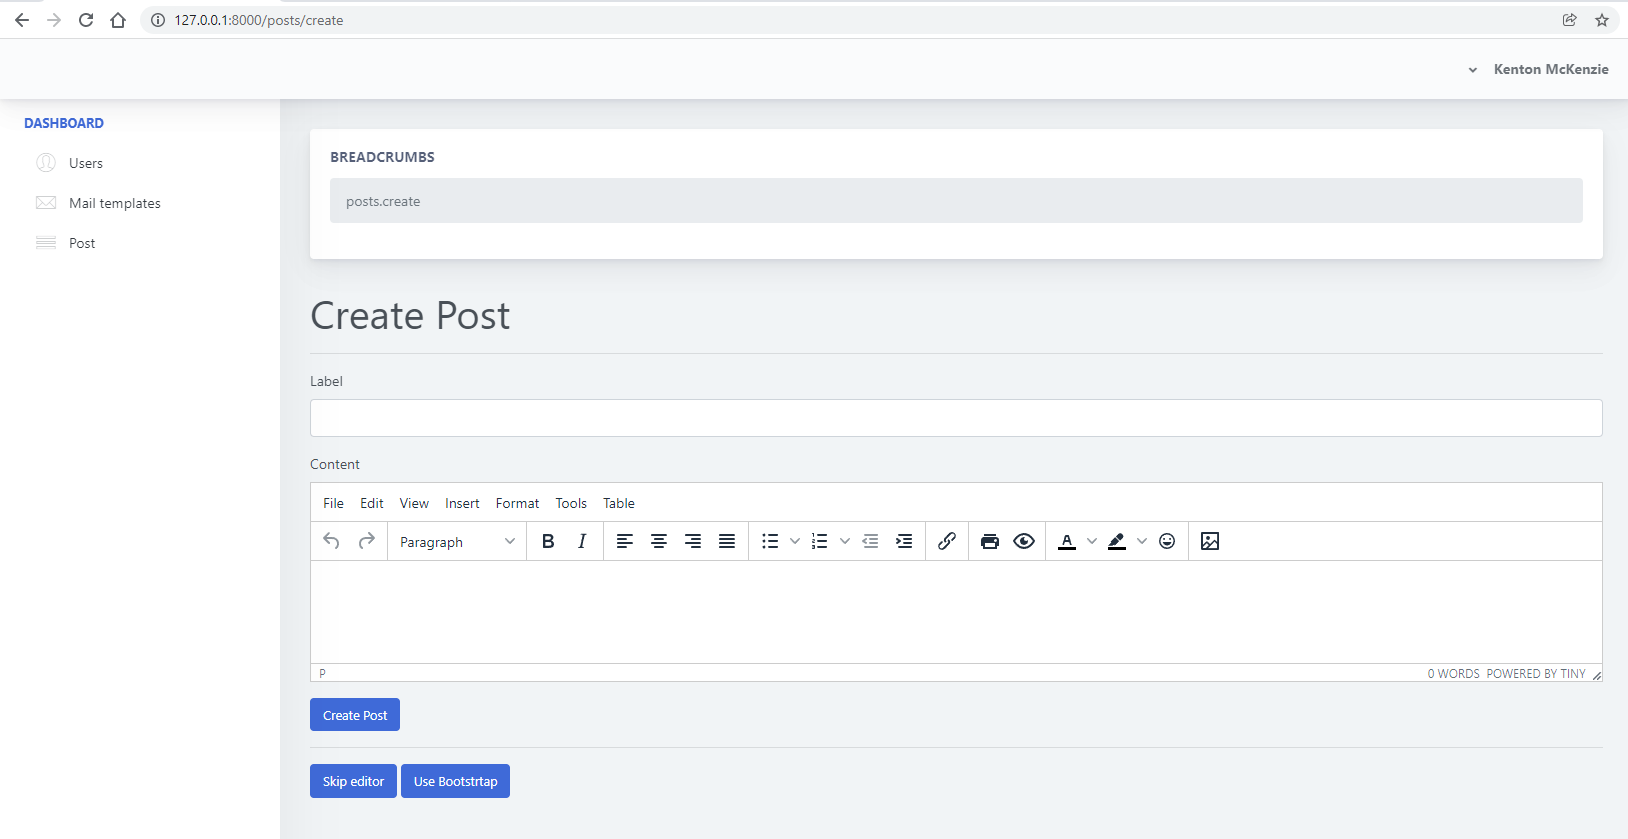 127.0.0.1:8000/posts/create
Kenton McKenzie
DASHBOARD
Users
Mail templates
Post
BREADCRUMBS
posts.create
Create Post
Label
Content
File Edit View Insert Format Tools Table
Paragraph B I A
P 0 WORDS POWERED BY TINY
Create Post
Skip editor Use Bootstrtap